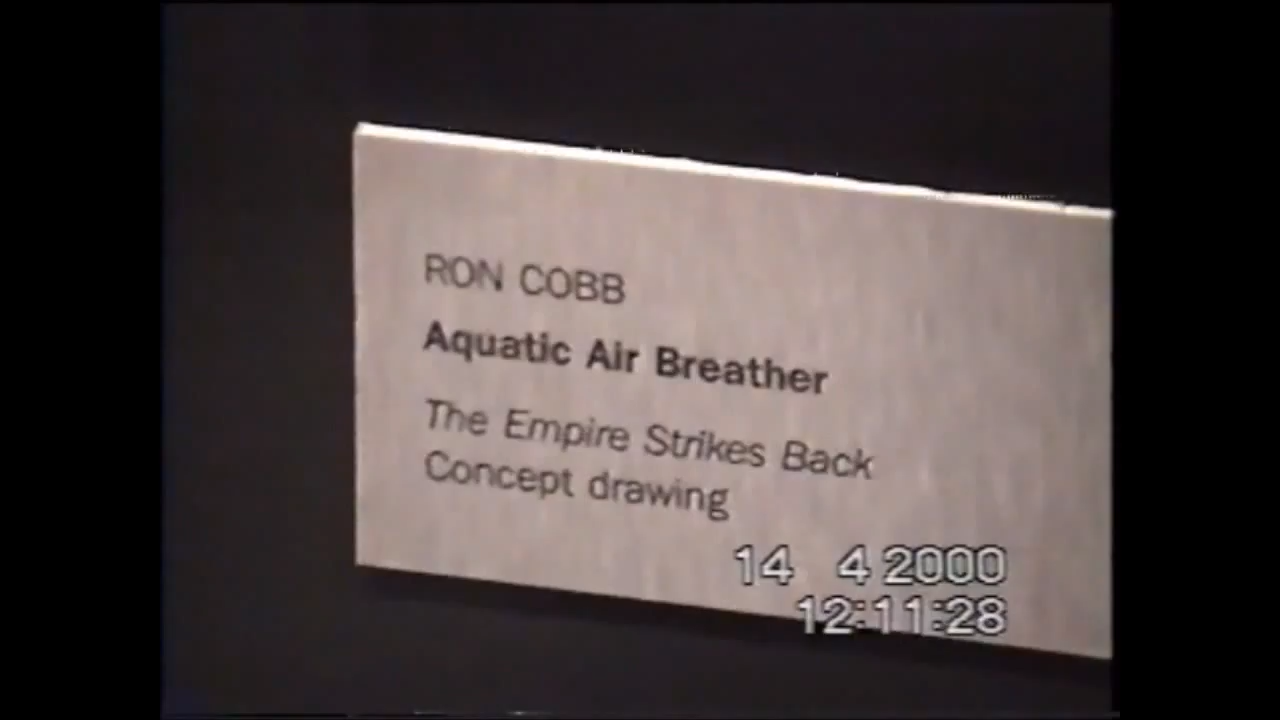 RON COBB
Aquatic Air Breather
The Empire Strikes Back
Concept drawing
14 4 2000
12:11:28